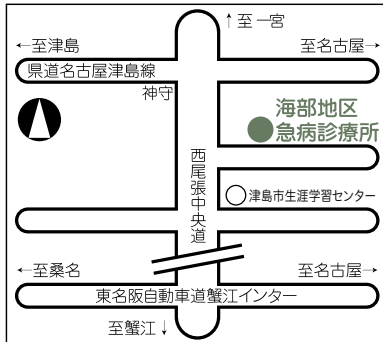 ↑至一宮
←至津島
至名古屋→
県道名古屋津島線
神守
海部地区
急病診療所
西尾張中央道
津島市生涯学習センター
←至桑名
至名古屋→
東名阪自動車道蟹江インター
至蟹江↓